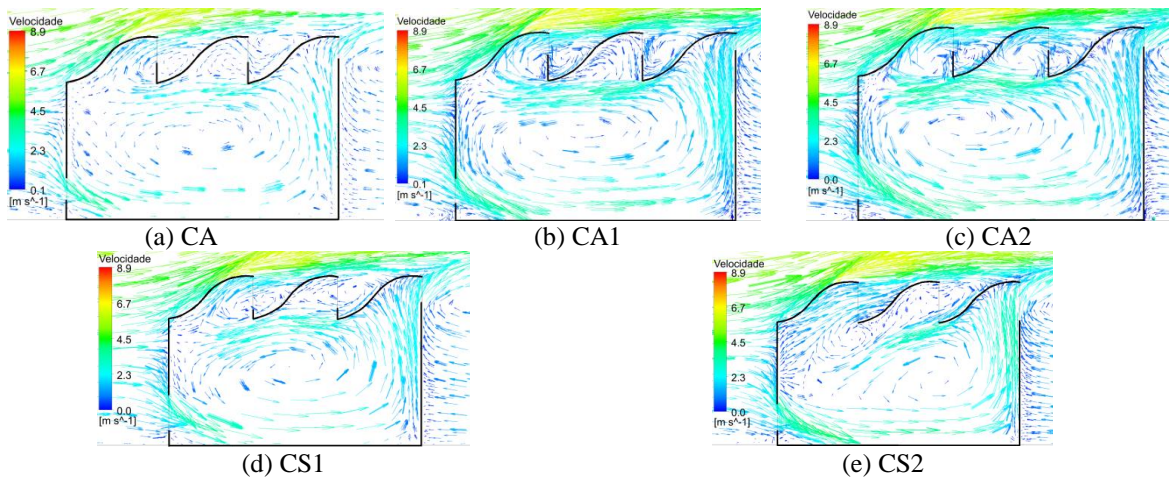 Velocidade
8.9
6.7
4.5
2.3
0.1
[m s^-1]
(a) CA
Velocidade
8.9
6.7
4.5
2.3
0.1
[m s^-1]
(b) CA1
Velocidade
8.9
6.7
4.5
2.3
0.0
[m s^-1]
(c) CA2
Velocidade
8.9
6.7
4.5
2.3
0.0
[m s^-1]
(d) CS1
Velocidade
8.9
6.7
4.5
2.3
0.0
[m s^-1]
(e) CS2